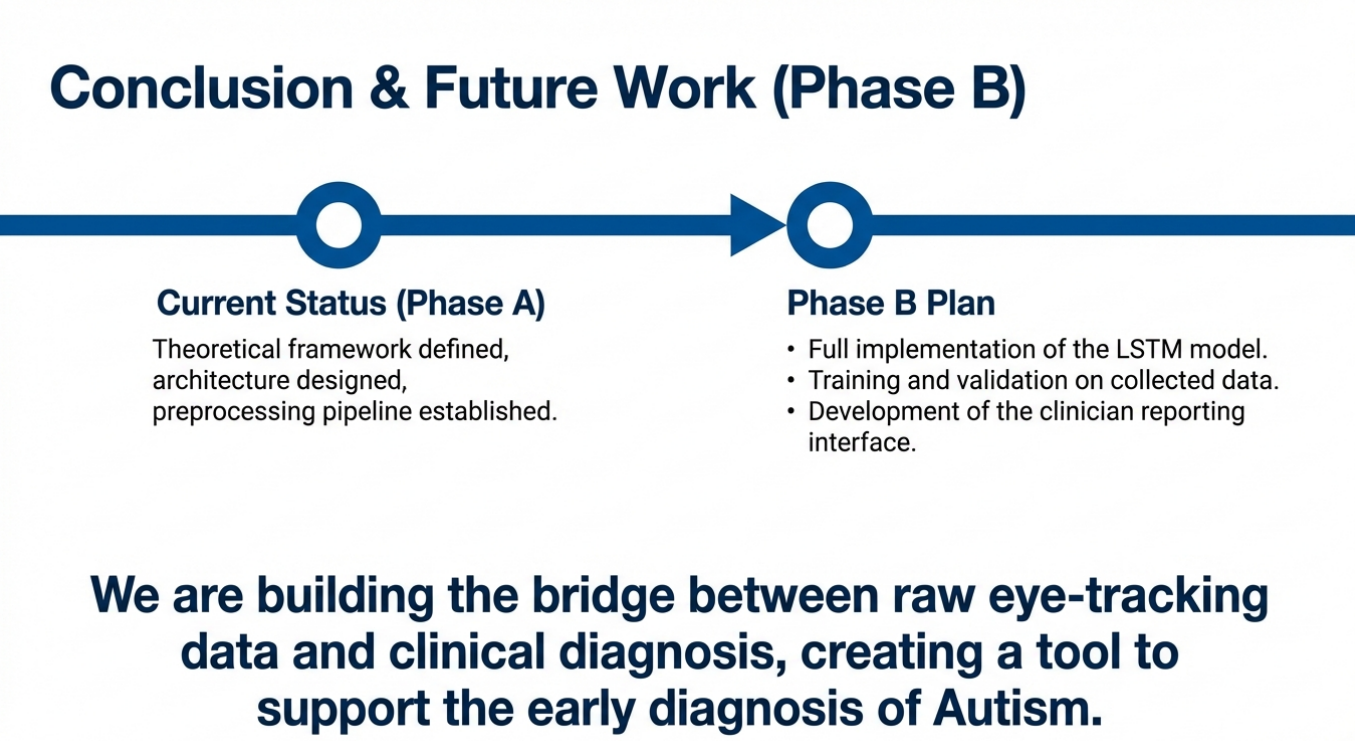 Conclusion & Future Work (Phase B)
Current Status (Phase A)
Theoretical framework defined,
architecture designed,
preprocessing pipeline established.
Phase B Plan
• Full implementation of the LSTM model.
• Training and validation on collected data.
• Development of the clinician reporting
interface.
We are building the bridge between raw eye-tracking
data and clinical diagnosis, creating a tool to
support the early diagnosis of Autism.